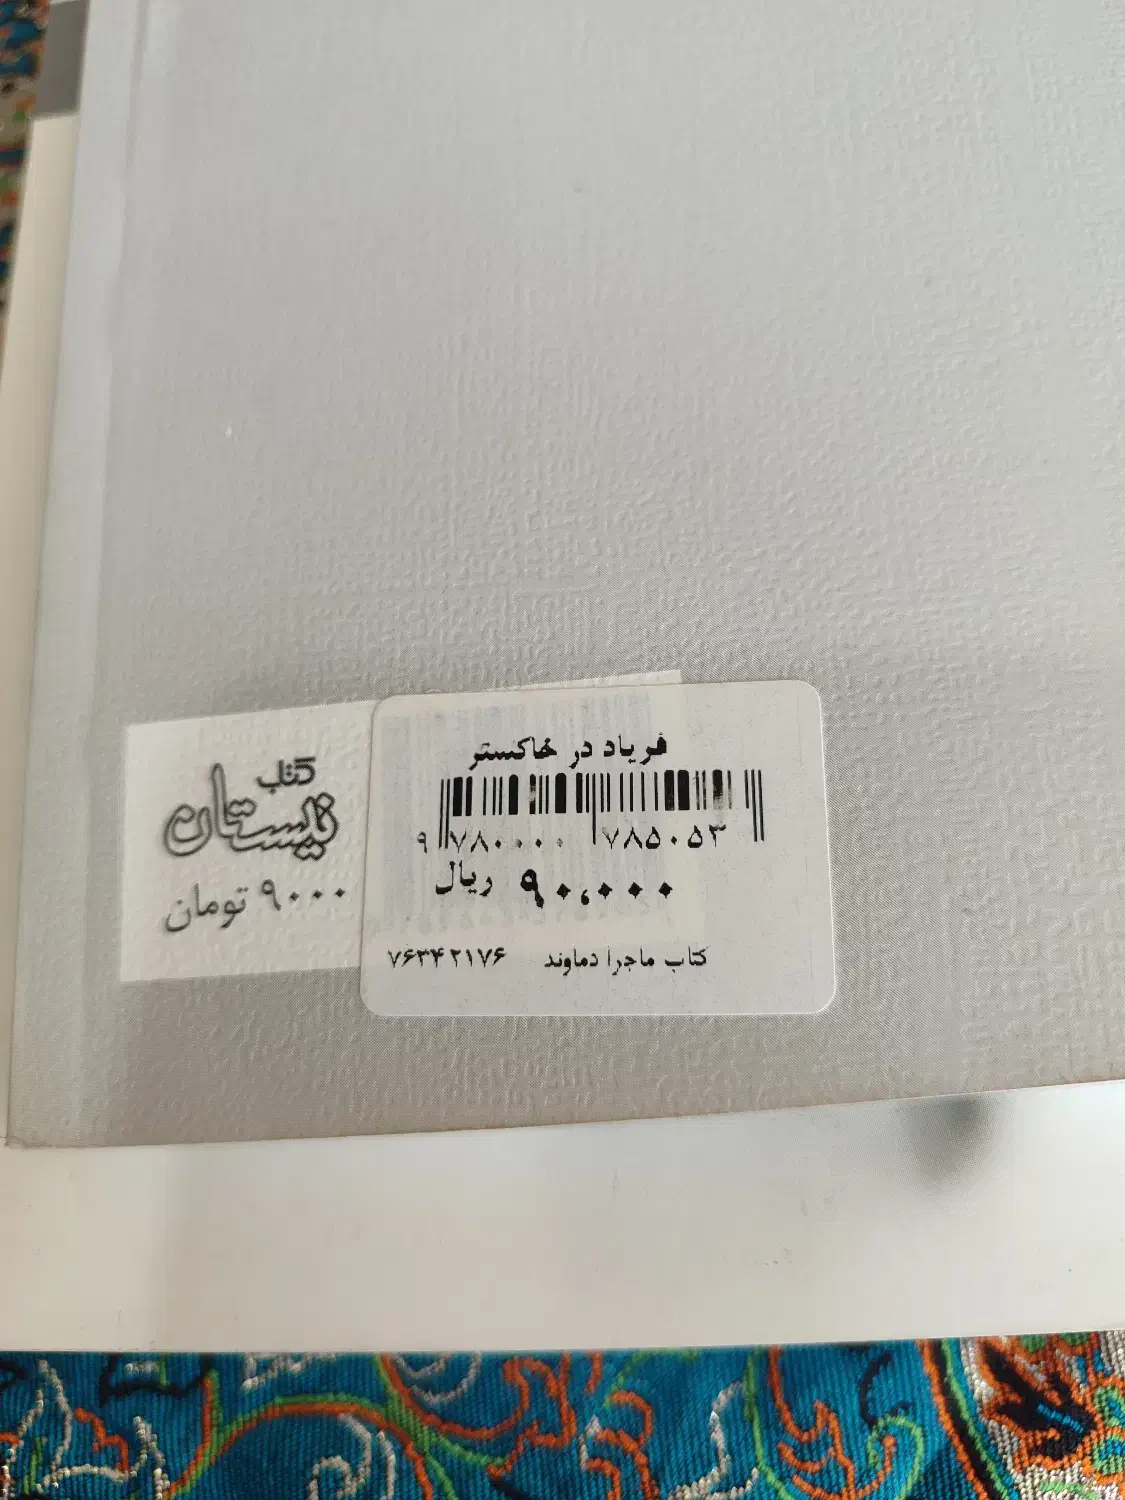 فریاد در خاکستر
۹ ۷۸۰۰۰۰ ۷۸۵۰۵۳
۹۰,۰۰۰ ریال
کتاب ماجرا دماوند ۷۶۳۴۲۱۷۶
کتاب
نیستان
۹۰۰۰ تومان